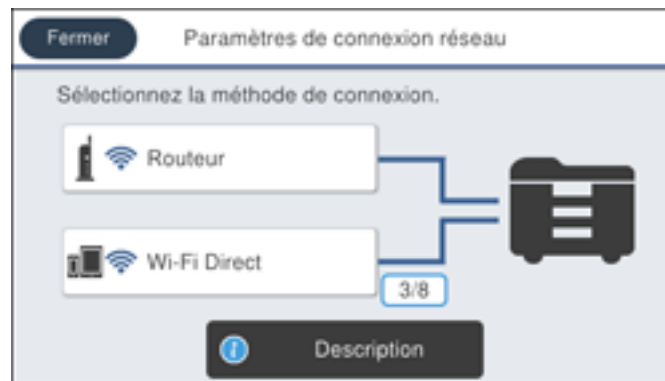 Fermer
Paramètres de connexion réseau
Sélectionnez la méthode de connexion.
Routeur
Wi-Fi Direct
3/8
i Description